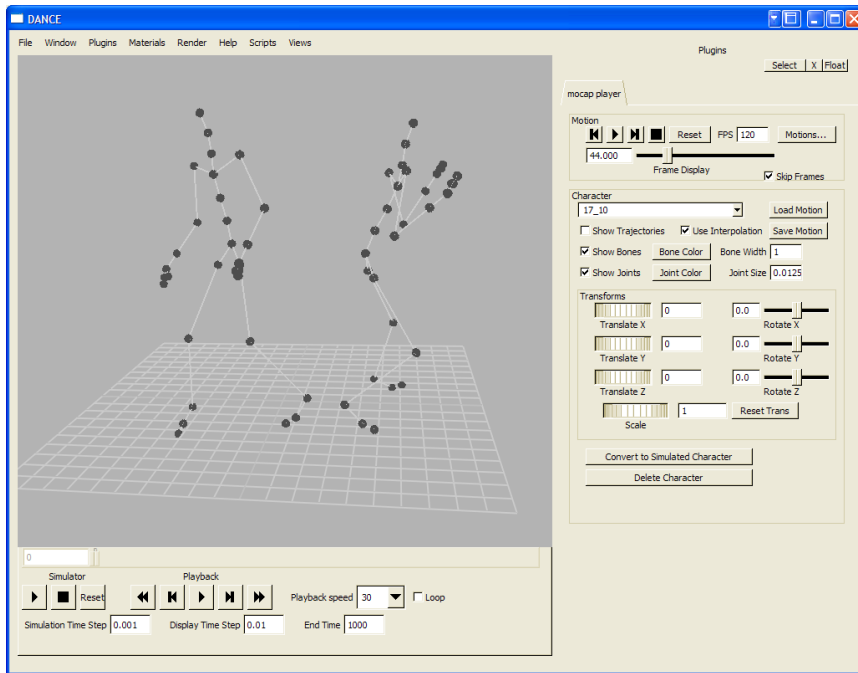 DANCE
File Window Plugins Materials Render Help Scripts Views
Plugins
Select X Float
mocap player
Motion
Reset FPS 120 Motions...
44.000
Frame Display
Skip Frames
Character
17_10 Load Motion
Show Trajectories Use Interpolation Save Motion
Show Bones Bone Color Bone Width 1
Show Joints Joint Color Joint Size 0.0125
Transforms
0 0.0
Translate X Rotate X
0 0.0
Translate Y Rotate Y
0 0.0
Translate Z Rotate Z
1 Reset Trans
Scale
Convert to Simulated Character
Delete Character
0
Simulator Playback
Reset Playback speed 30 Loop
Simulation Time Step 0.001 Display Time Step 0.01 End Time 1000